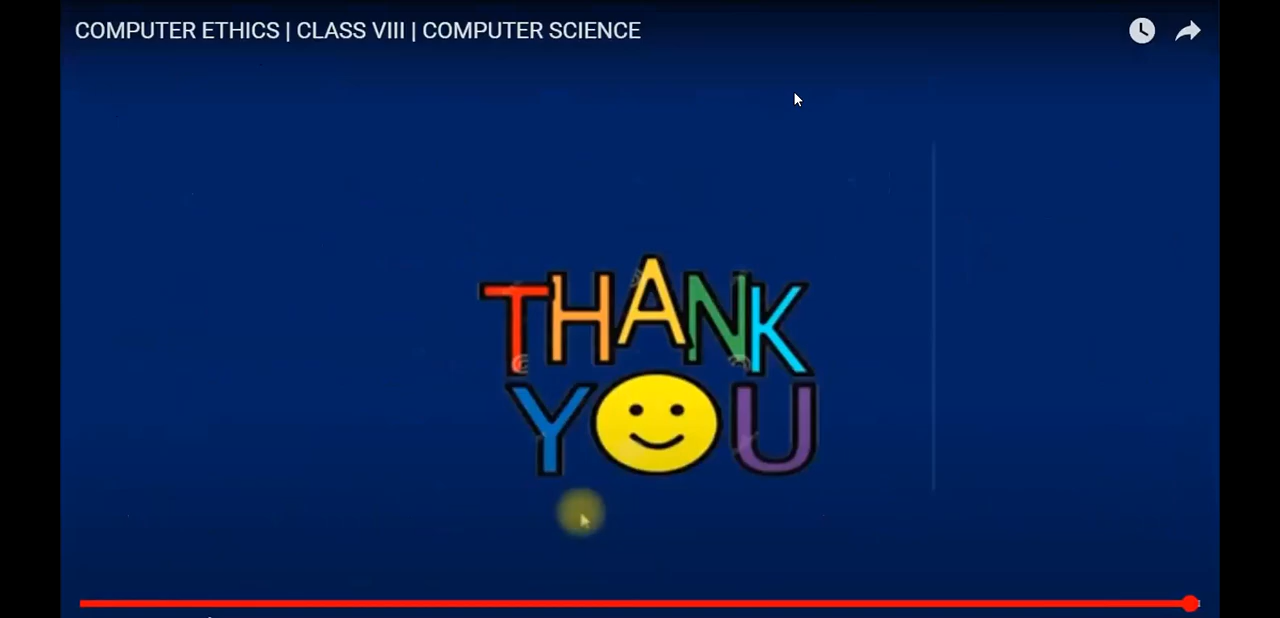 COMPUTER ETHICS | CLASS VIII | COMPUTER SCIENCE
THANK
YOU